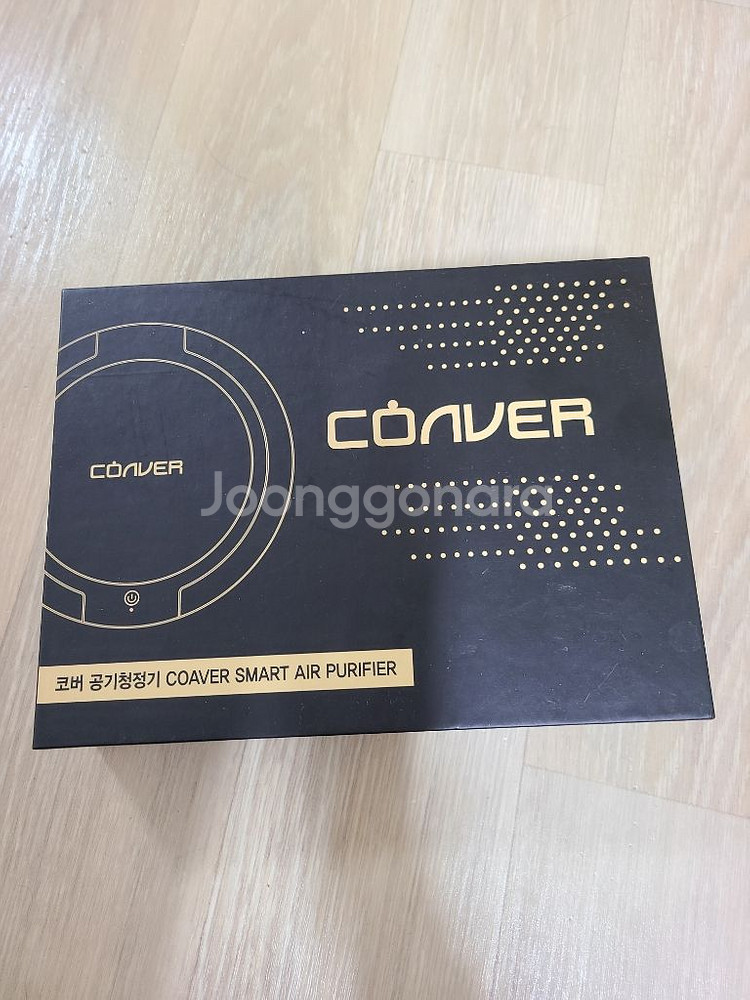 COAVER
COAVER
Joonggonara
코버 공기청정기 COAVER SMART AIR PURIFIER